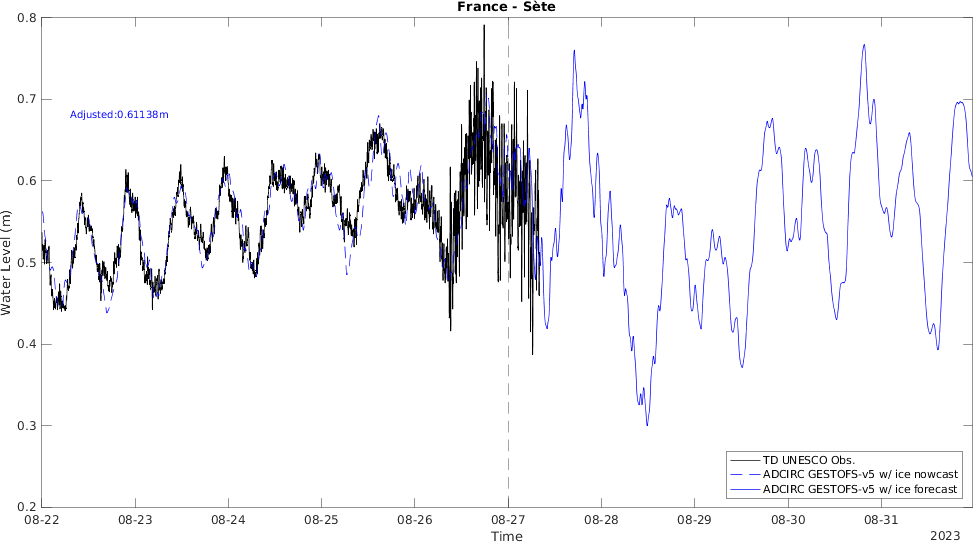 France - Sète
0.8
0.7
0.6
0.5
0.4
0.3
0.2
Water Level (m)
Adjusted:0.61138m
TD UNESCO Obs.
ADCIRC GESTOFS-v5 w/ ice nowcast
ADCIRC GESTOFS-v5 w/ ice forecast
08-22 08-23 08-24 08-25 08-26 08-27 08-28 08-29 08-30 08-31
Time
2023